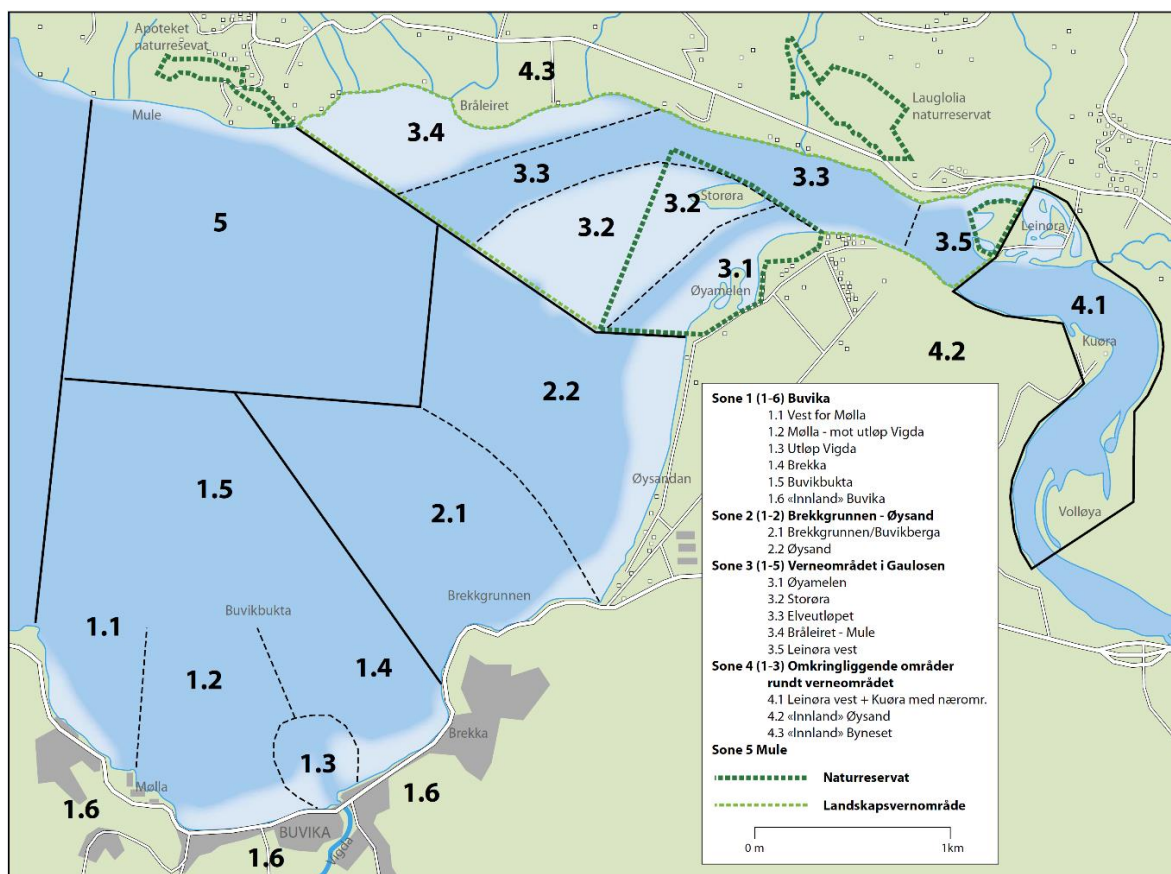 Apoteket
naturresevat
4.3
Mule
Bråleiret
Lauglolia
naturreservat
3.4
3.3
3.3
5
3.2
Storøra
3.2
Leinøra
3.5
3.1
Øyamelen
4.1
Kuøra
4.2
2.2
Øysandan
1.5
2.1
Volløya
Brekkgrunnen
Buvikbukta
1.1
1.2
1.4
Brekka
1.3
Mølla
1.6
1.6
BUVIKA
1.6
Vigda
Sone 1 (1-6) Buvika
1.1 Vest for Mølla
1.2 Mølla - mot utløp Vigda
1.3 Utløp Vigda
1.4 Brekka
1.5 Buvikbukta
1.6 «Innland» Buvika
Sone 2 (1-2) Brekkgrunnen - Øysand
2.1 Brekkgrunnen/Buvikberga
2.2 Øysand
Sone 3 (1-5) Verneområdet i Gaulosen
3.1 Øyamelen
3.2 Storøra
3.3 Elveutløpet
3.4 Bråleiret - Mule
3.5 Leinøra vest
Sone 4 (1-3) Omkringliggende områder
rundt verneområdet
4.1 Leinøra vest + Kuøra med næromr.
4.2 «Innland» Øysand
4.3 «Innland» Byneset
Sone 5 Mule
Naturreservat
Landskapsvernområde
0 m 1km